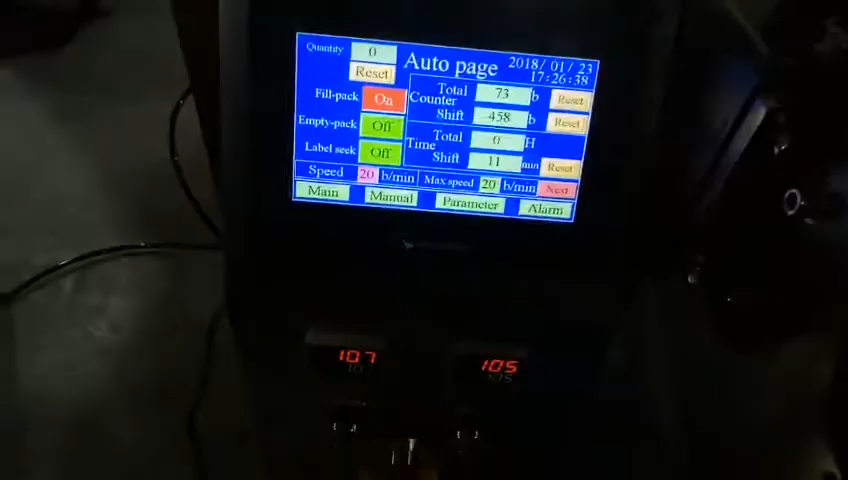 Quantity 0 Auto page 2018/01/23
Reset 17:26:38
Fill-pack On Total 73 b Reset
Counter
Empty-pack Off Shift 458 b Reset
Total 0 H
Time
Label seek Off Shift 11 min Reset
Speed 20 b/min Max speed 20 b/min Next
Main Manual Parameter Alarm
107 105
105